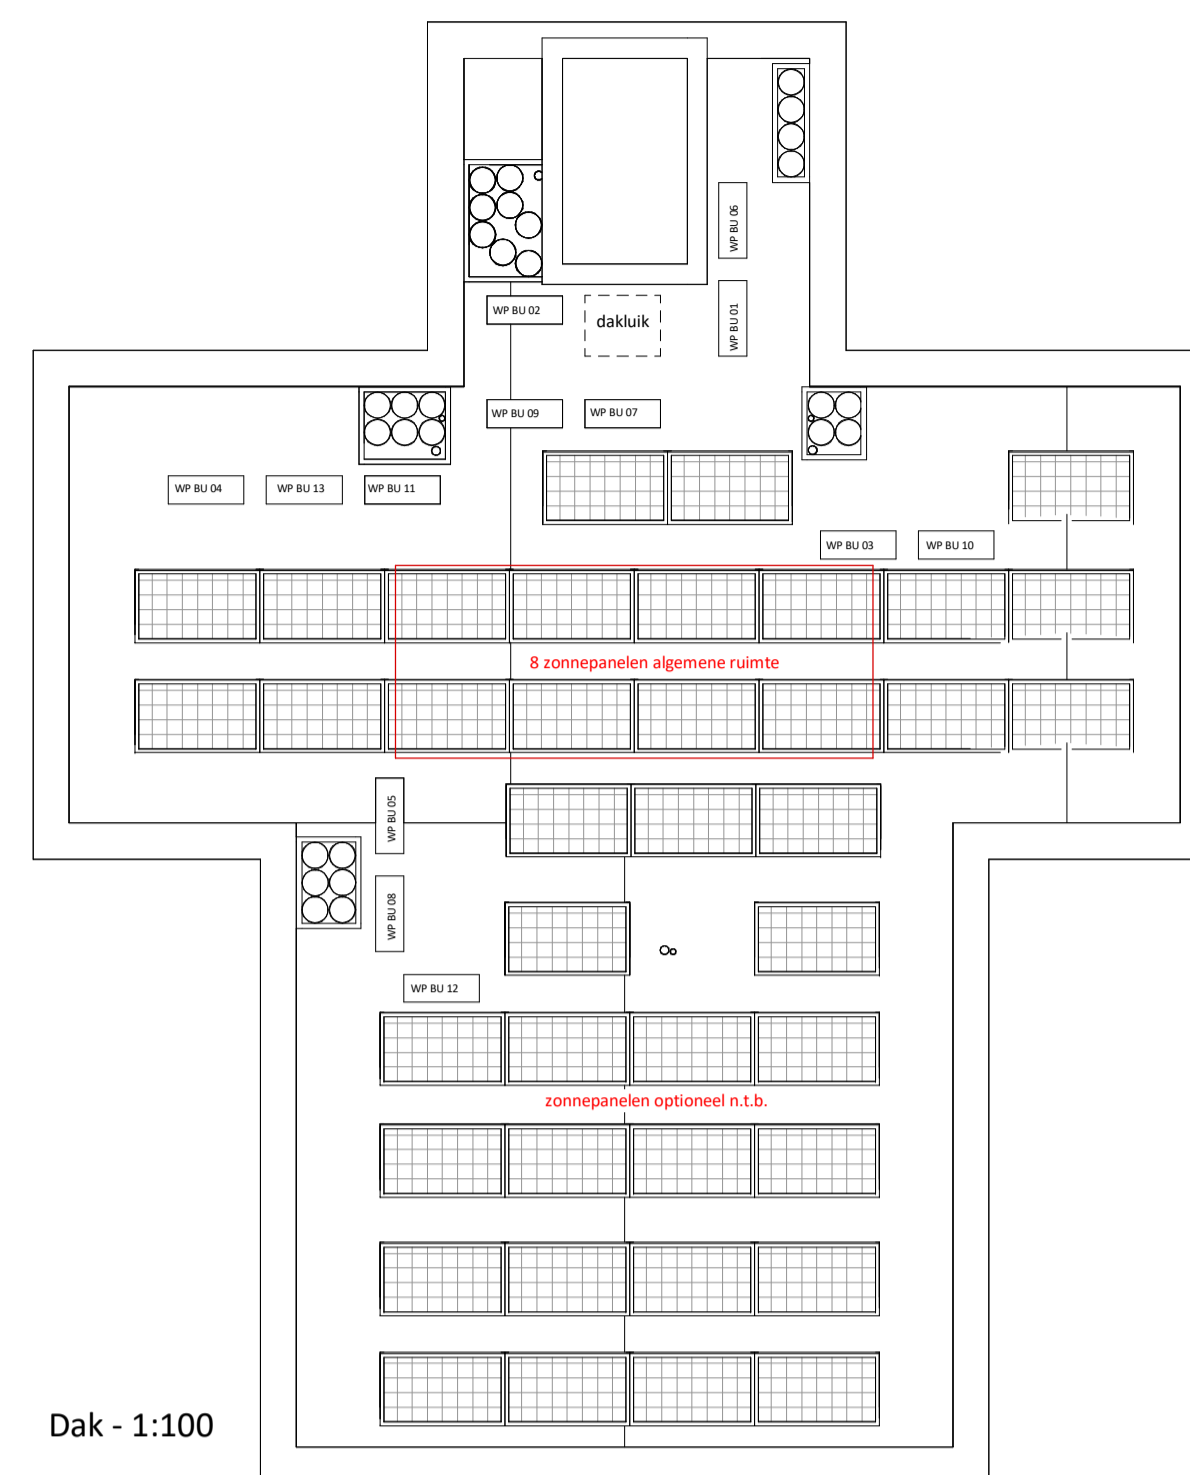 WP BU 06
WP BU 02
dakluik
WP BU 01
WP BU 09
WP BU 07
WP BU 04
WP BU 13
WP BU 11
WP BU 03
WP BU 10
8 zonnepanelen algemene ruimte
WP BU 05
WP BU 08
WP BU 12
zonnepanelen optioneel n.t.b.
Dak - 1:100